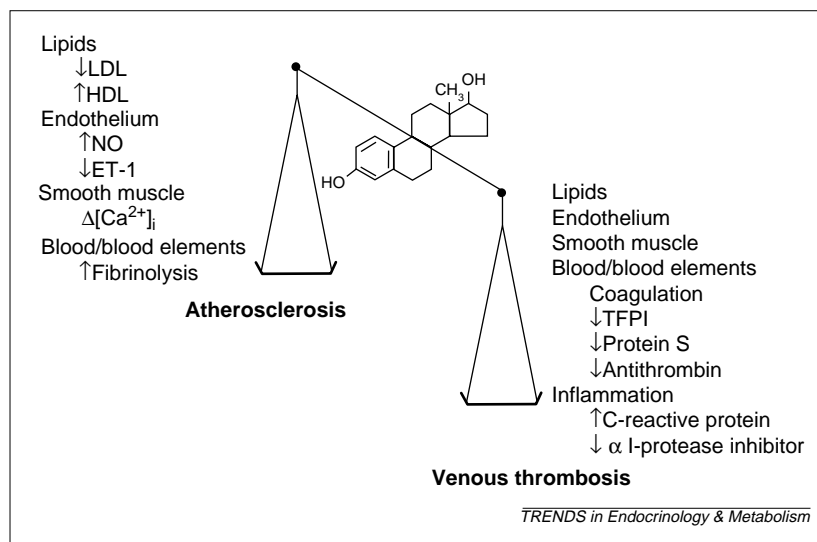 Lipids
↓LDL
↑HDL
Endothelium
↑NO
↓ET-1
Smooth muscle
Δ[Ca²⁺]ᵢ
Blood/blood elements
↑Fibrinolysis
Atherosclerosis
OH
CH₃
HO
Lipids
Endothelium
Smooth muscle
Blood/blood elements
Coagulation
↓TFPI
↓Protein S
↓Antithrombin
Inflammation
↑C-reactive protein
↓ α I-protease inhibitor
Venous thrombosis
TRENDS in Endocrinology & Metabolism